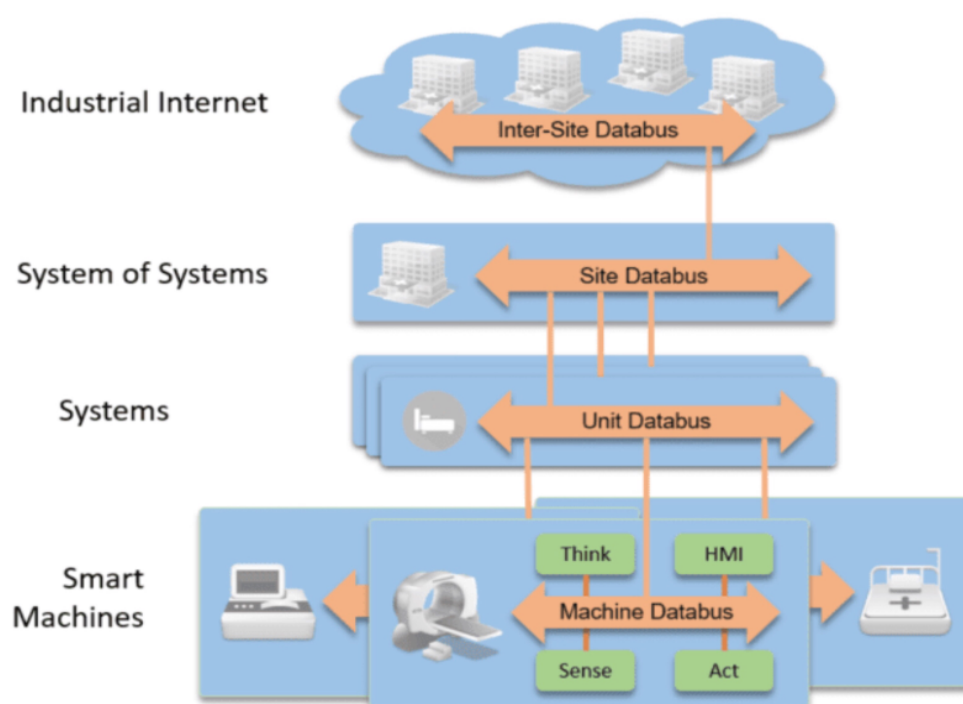 Industrial Internet
Inter-Site Databus
System of Systems
Site Databus
Systems
Unit Databus
Smart
Machines
Think
HMI
Machine Databus
Sense
Act